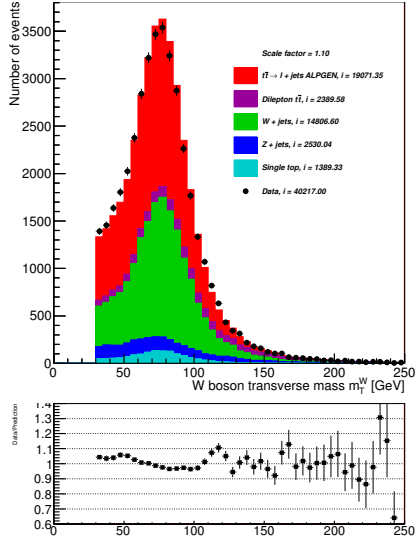 Number of events
3500
3000
2500
2000
1500
1000
500
0
Scale factor = 1.10
tt̄→ l + jets ALPGEN, i = 19071.35
Dilepton tt̄, i = 2389.58
W + jets, i = 14806.60
Z + jets, i = 2530.04
Single top, i = 1389.33
Data, i = 40217.00
0 50 100 150 200 250
W boson transverse mass m_T^W [GeV]
Data/Prediction
1.4
1.3
1.2
1.1
1
0.9
0.8
0.7
0.6
0 50 100 150 200 250